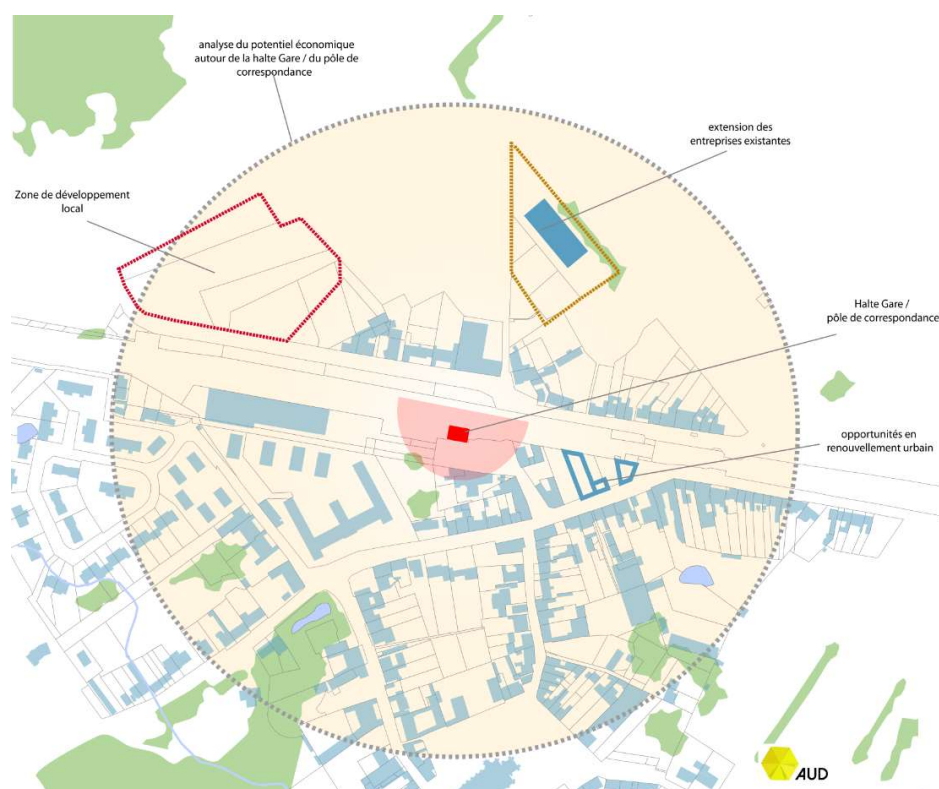 analyse du potentiel économique
autour de la halte Gare / du pôle de
correspondance
extension des
entreprises existantes
Zone de développement
local
Halte Gare /
pôle de correspondance
opportunités en
renouvellement urbain
AUD